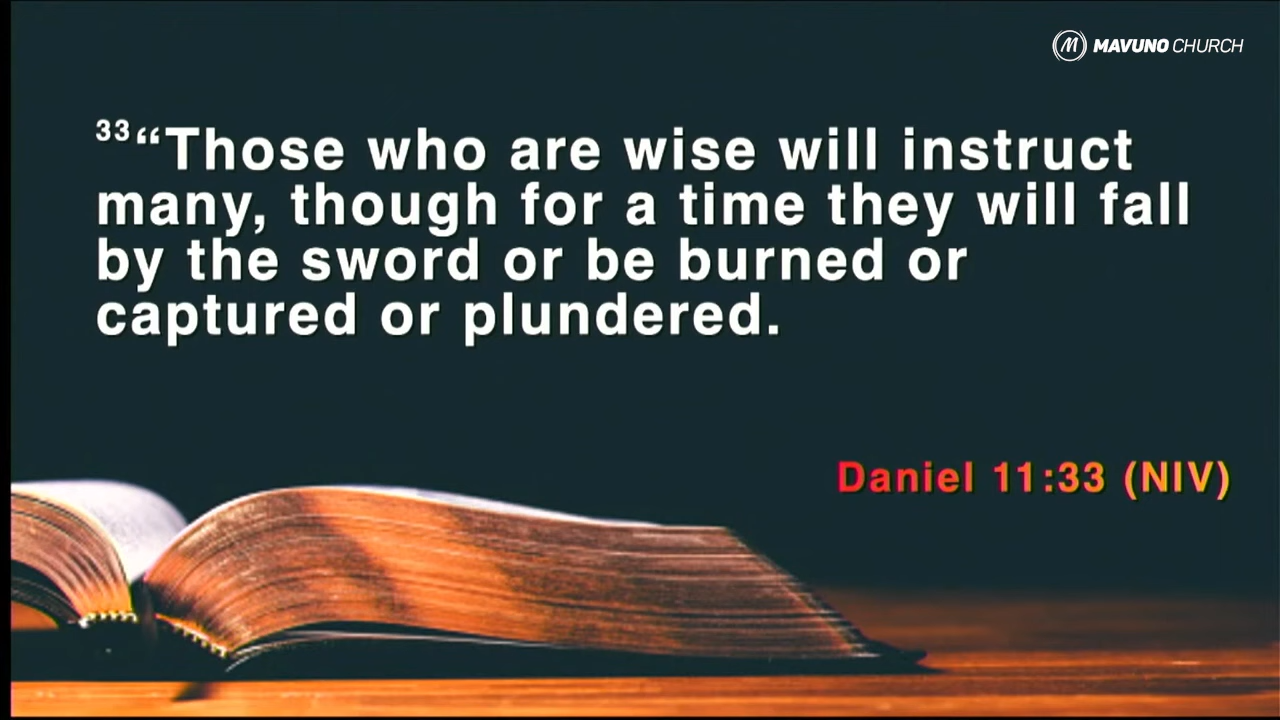 MAVUNO CHURCH
33“Those who are wise will instruct
many, though for a time they will fall
by the sword or be burned or
captured or plundered.
Daniel 11:33 (NIV)